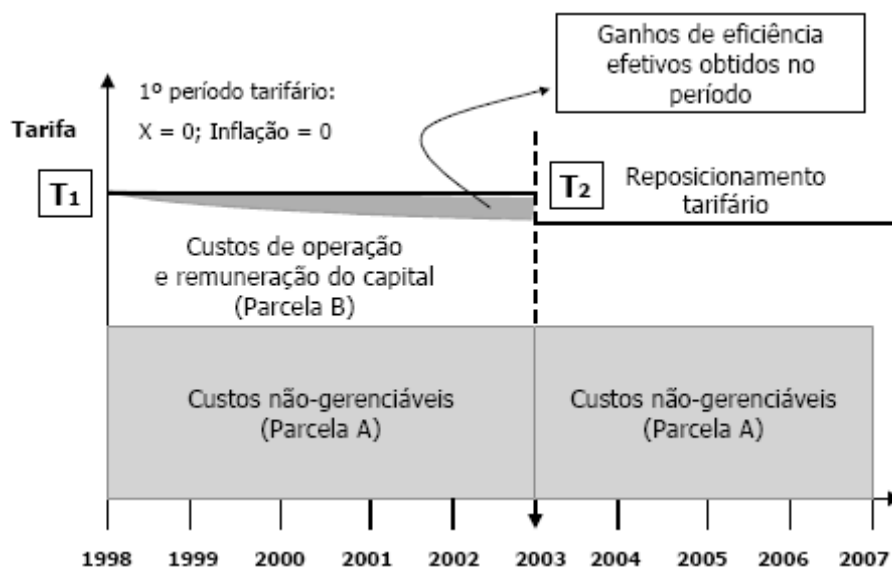 Ganhos de eficiência
efetivos obtidos no
período
1º período tarifário:
X = 0; Inflação = 0
Tarifa
T1
T2
Reposicionamento
tarifário
Custos de operação
e remuneração do capital
(Parcela B)
Custos não-gerenciáveis
(Parcela A)
Custos não-gerenciáveis
(Parcela A)
1998 1999 2000 2001 2002 2003 2004 2005 2006 2007